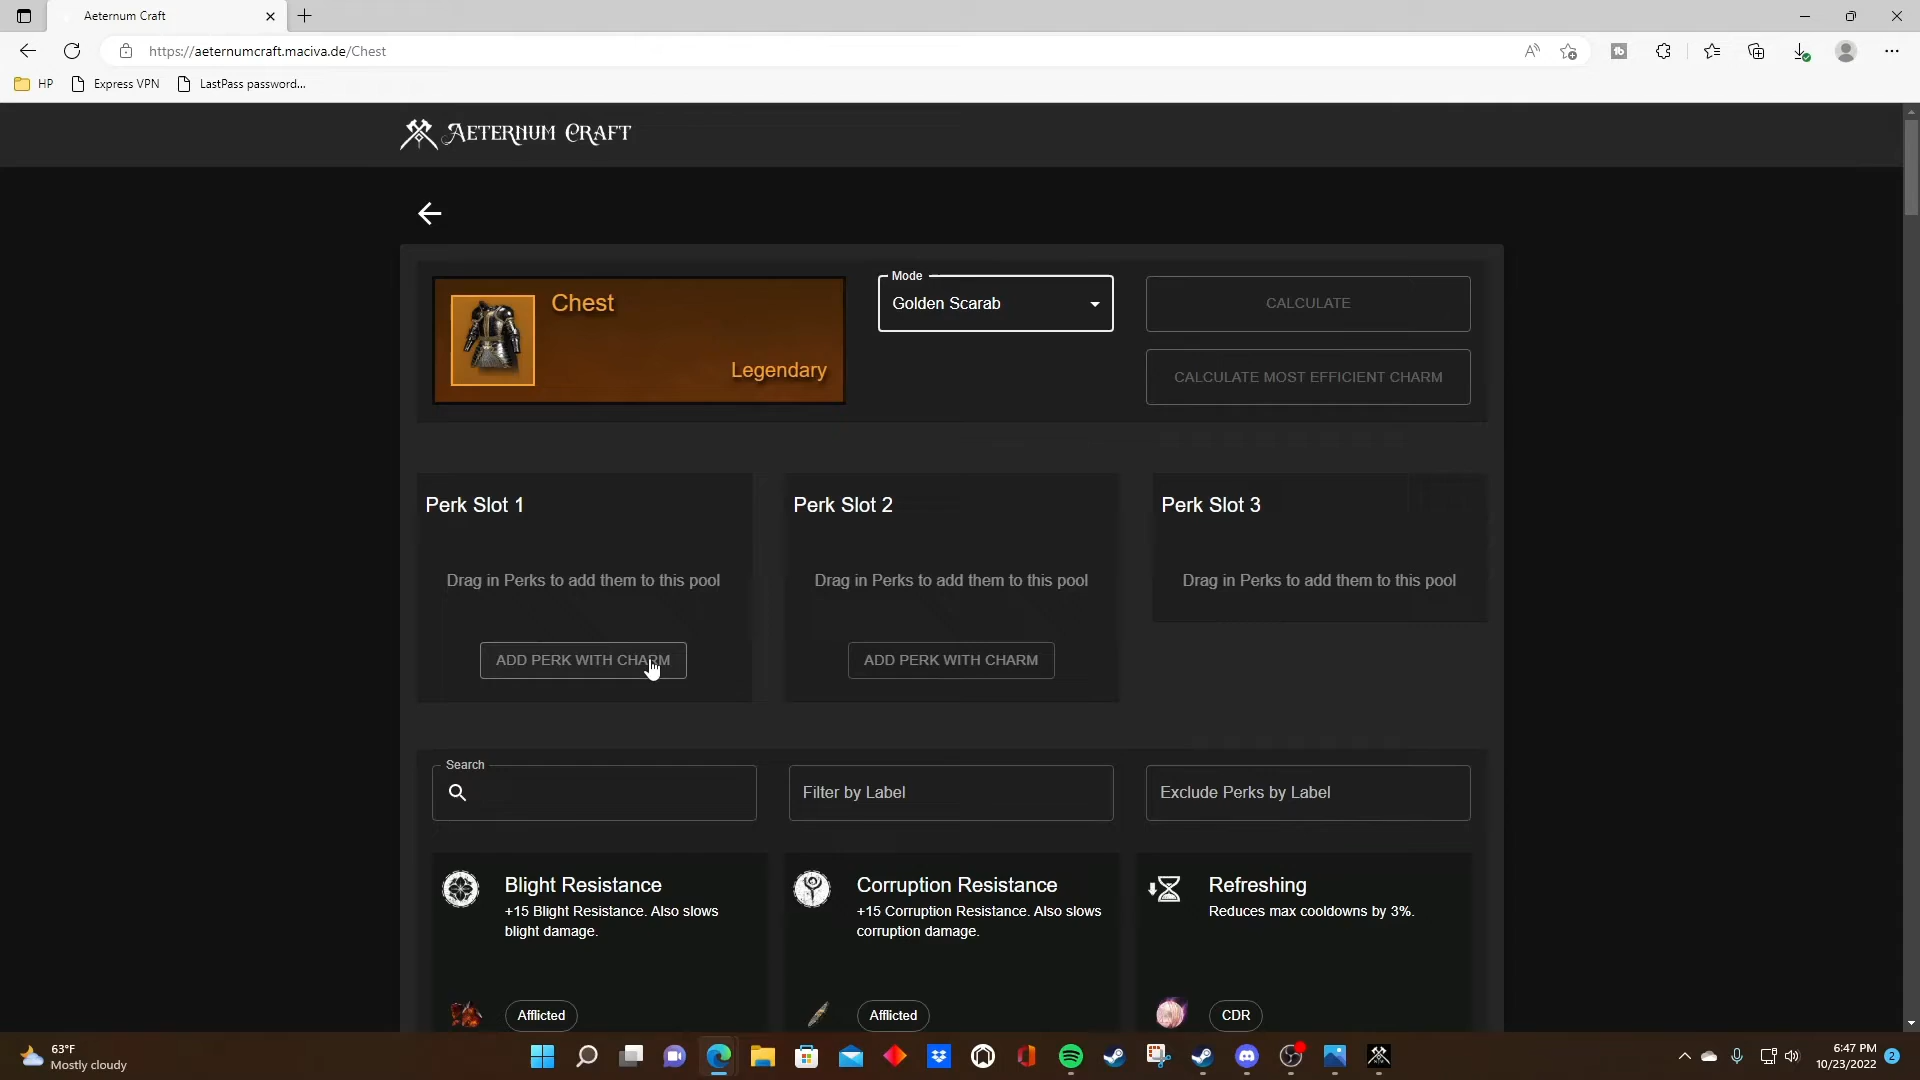 Aeternum Craft
https://aeternumcraft.maciva.de/Chest
HP
Express VPN
LastPass password...
AETERNUM CRAFT
Chest
Legendary
Mode
Golden Scarab
CALCULATE
CALCULATE MOST EFFICIENT CHARM
Perk Slot 1
Drag in Perks to add them to this pool
ADD PERK WITH CHARM
Perk Slot 2
Drag in Perks to add them to this pool
ADD PERK WITH CHARM
Perk Slot 3
Drag in Perks to add them to this pool
Search
Filter by Label
Exclude Perks by Label
Blight Resistance
+15 Blight Resistance. Also slows
blight damage.
Afflicted
Corruption Resistance
+15 Corruption Resistance. Also slows
corruption damage.
Afflicted
Refreshing
Reduces max cooldowns by 3%.
CDR
63°F
Mostly cloudy
6:47 PM
10/23/2022
2